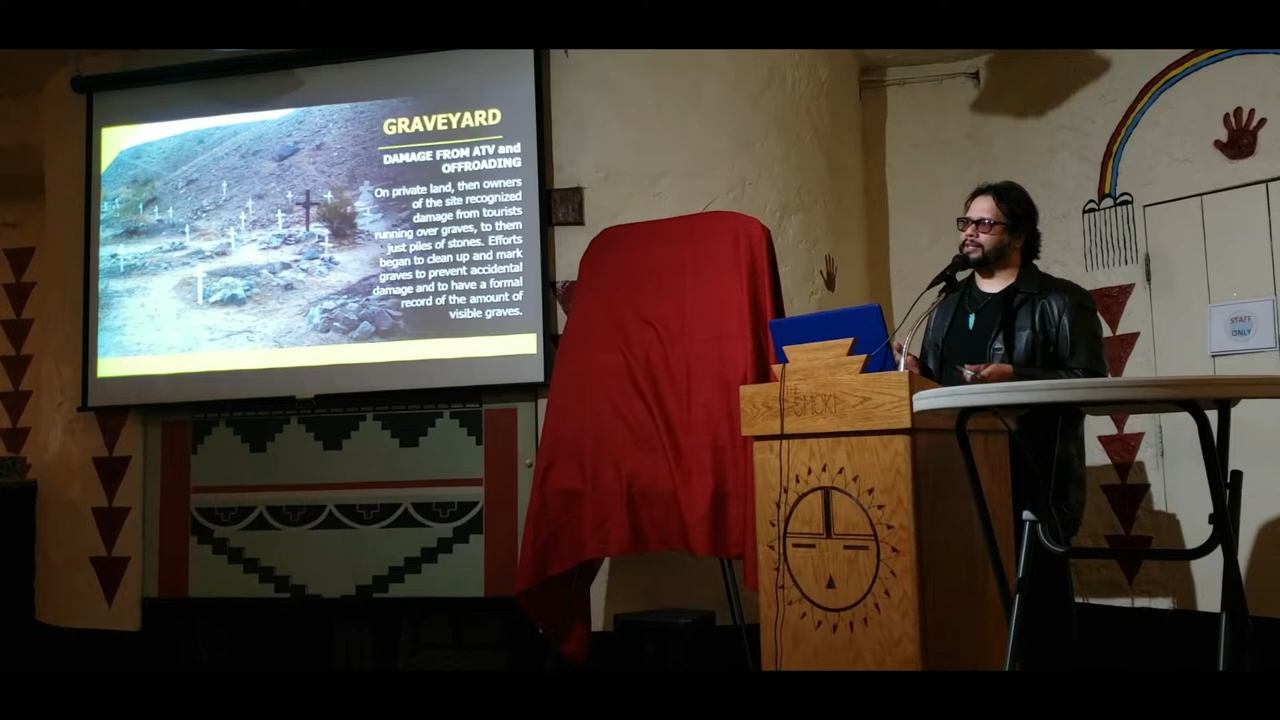 GRAVEYARD
DAMAGE FROM ATV and
OFFROADING
On private land, then owners
of the site recognized
damage from tourists
running over graves, to them
just piles of stones. Efforts
began to clean up and mark
graves to prevent accidental
damage and to have a formal
record of the amount of
visible graves.
THE
SMOKI
STAFF
ONLY